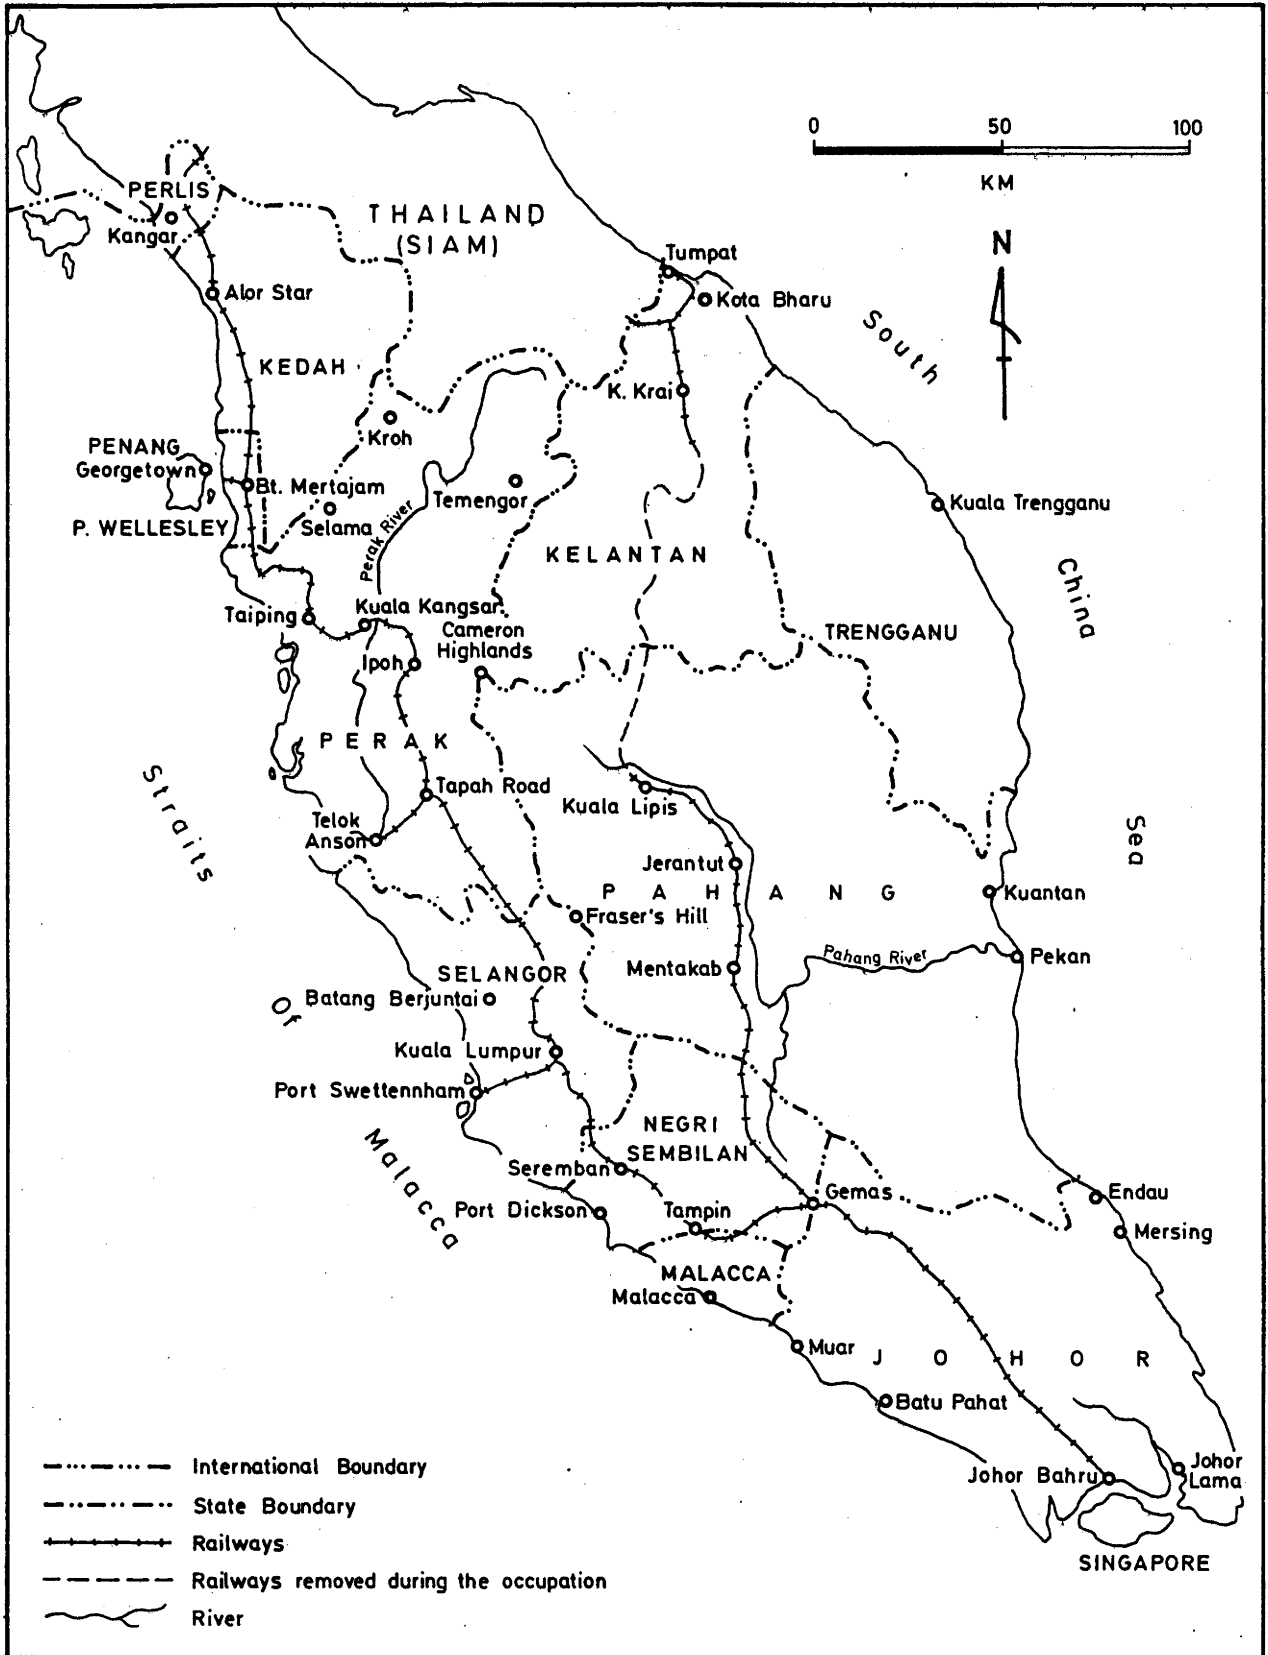 0 50 100
KM
N
PERLIS
Kangar
THAILAND
(SIAM)
Tumpat
Kota Bharu
Alor Star
South
KEDAH
K. Krai
Kroh
PENANG
Georgetown
Bt. Mertajam
Temengor
Kuala Trengganu
P. WELLESLEY
Selama
Perak River
KELANTAN
China
Taiping
Kuala Kangsar
Cameron
Highlands
TRENGGANU
Ipoh
PERAK
Straits
Tapah Road
Kuala Lipis
Telok
Anson
Sea
Jerantut
PAHANG
Kuantan
Fraser's Hill
Pahang River
Pekan
SELANGOR
Mentakab
Batang Berjuntai
Of
Kuala Lumpur
Port Swettennham
NEGRI
SEMBILAN
Malacca
Seremban
Gemas
Endau
Port Dickson
Tampin
Mersing
MALACCA
Malacca
Muar
JOHOR
Batu Pahat
Johor Bahru
Johor
Lama
SINGAPORE
International Boundary
State Boundary
Railways
Railways removed during the occupation
River